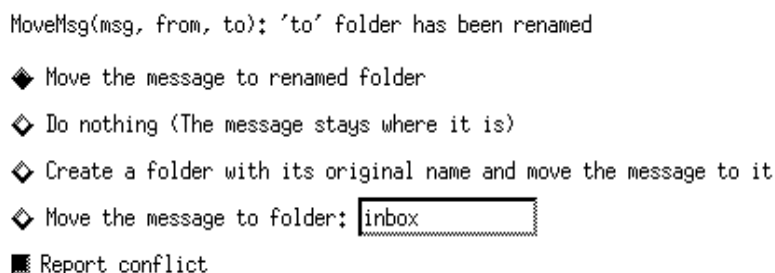 MoveMsg(msg, from, to): 'to' folder has been renamed
Move the message to renamed folder
Do nothing (The message stays where it is)
Create a folder with its original name and move the message to it
Move the message to folder: inbox
Report conflict